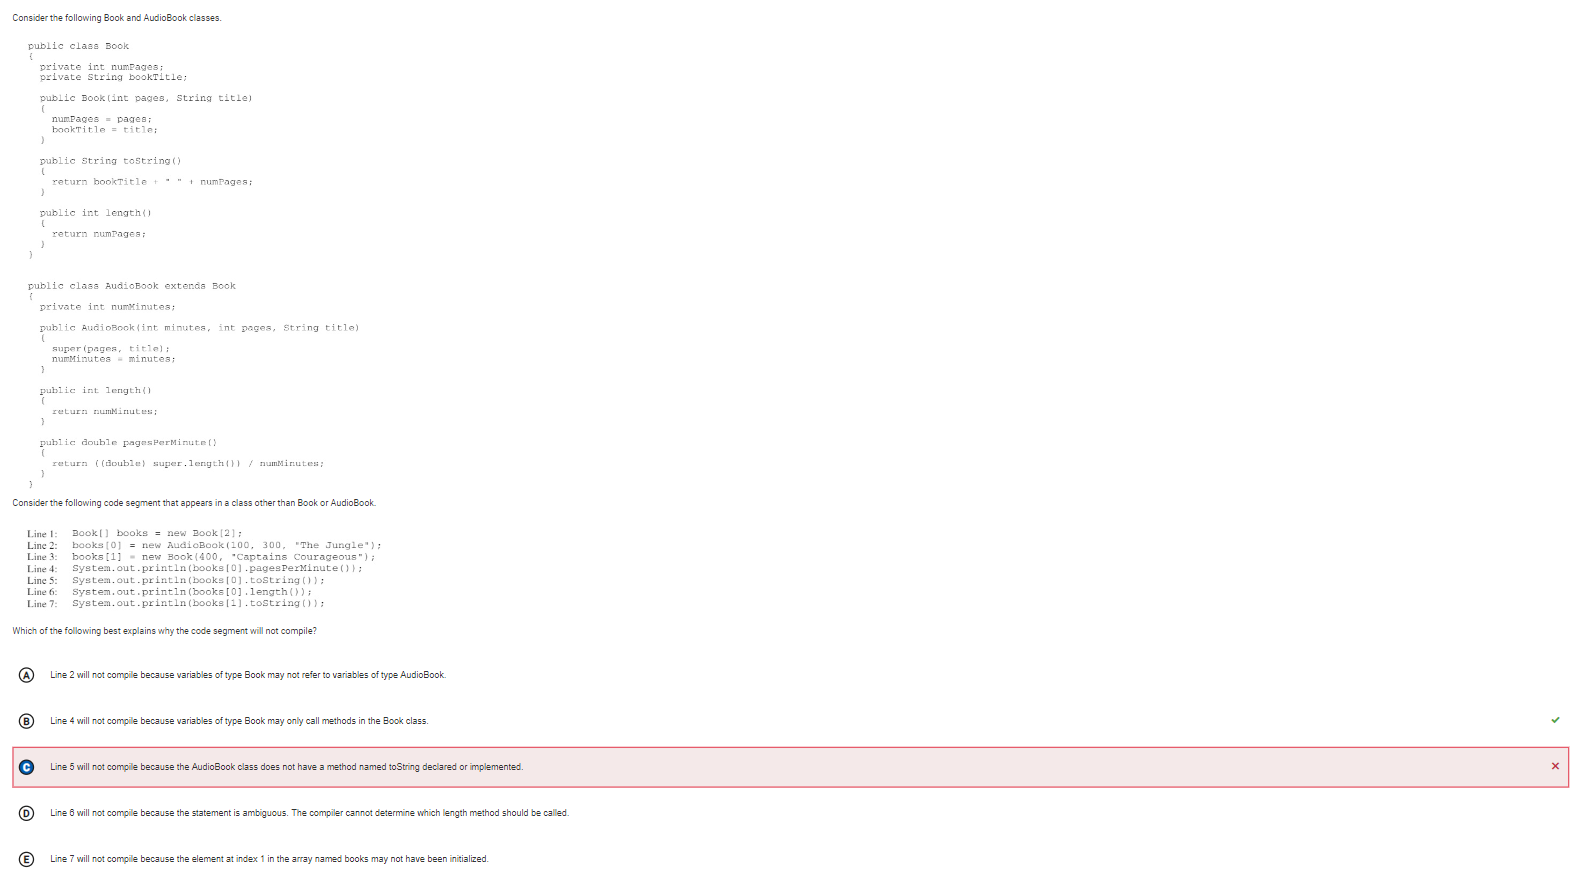 Consider the following Book and AudioBook classes.
public class Book
{
private int numPages;
private String bookTitle;
public Book(int pages, String title)
{
numPages = pages;
bookTitle = title;
}
public String toString()
{
return bookTitle + " " + numPages;
}
public int length()
{
return numPages;
}
}
public class AudioBook extends Book
{
private int numMinutes;
public AudioBook(int minutes, int pages, String title)
{
super(pages, title);
numMinutes = minutes;
}
public int length()
{
return numMinutes;
}
public double pagesPerMinute()
{
return ((double) super.length()) / numMinutes;
}
}
Consider the following code segment that appears in a class other than Book or AudioBook.
Line 1: Book[] books = new Book[2];
Line 2: books[0] = new AudioBook(100, 300, "The Jungle");
Line 3: books[1] = new Book(400, "Captains Courageous");
Line 4: System.out.println(books[0].pagesPerMinute());
Line 5: System.out.println(books[0].toString());
Line 6: System.out.println(books[0].length());
Line 7: System.out.println(books[1].toString());
Which of the following best explains why the code segment will not compile?
A Line 2 will not compile because variables of type Book may not refer to variables of type AudioBook.
B Line 4 will not compile because variables of type Book may only call methods in the Book class.
C Line 5 will not compile because the AudioBook class does not have a method named toString declared or implemented.
D Line 6 will not compile because the statement is ambiguous. The compiler cannot determine which length method should be called.
E Line 7 will not compile because the element at index 1 in the array named books may not have been initialized.